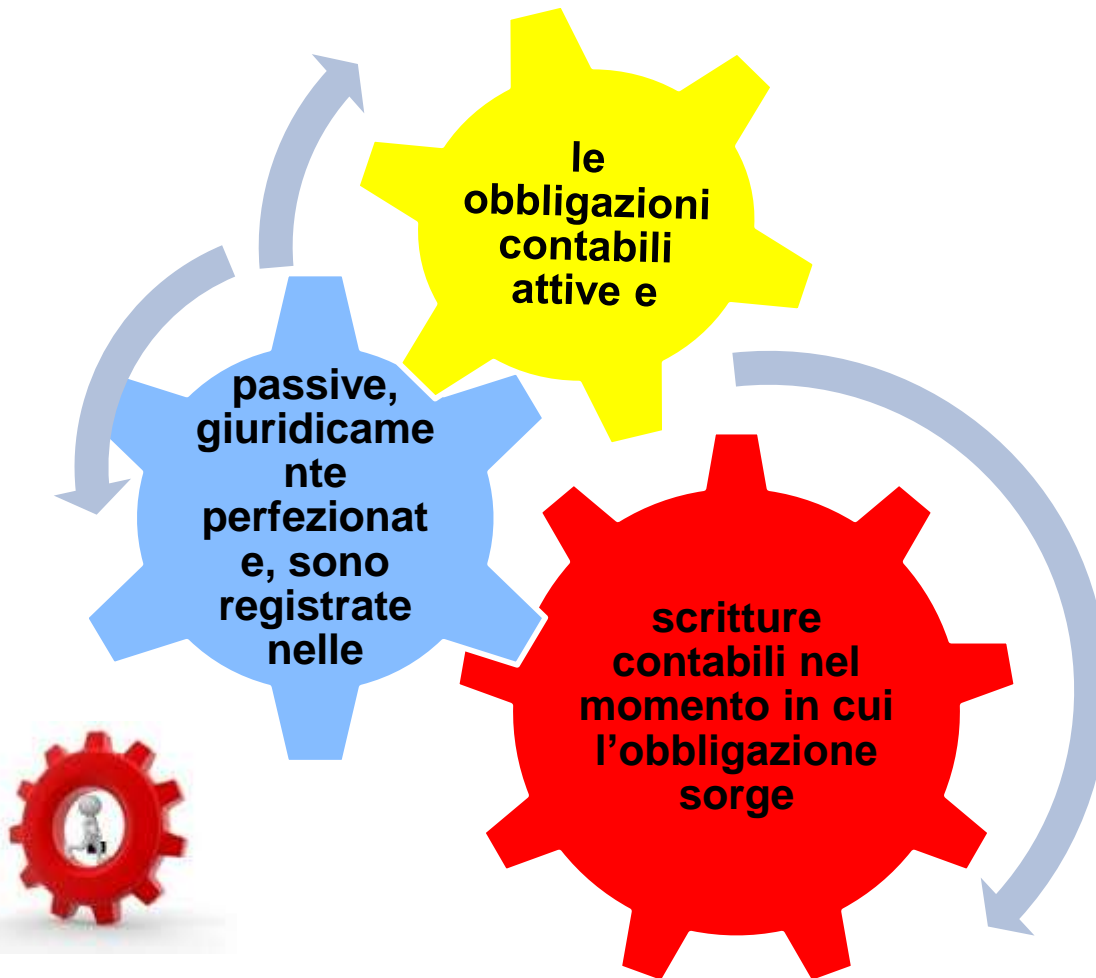 le
obbligazioni
contabili
attive e
passive,
giuridicame
nte
perfezionat
e, sono
registrate
nelle
scritture
contabili nel
momento in cui
l’obbligazione
sorge